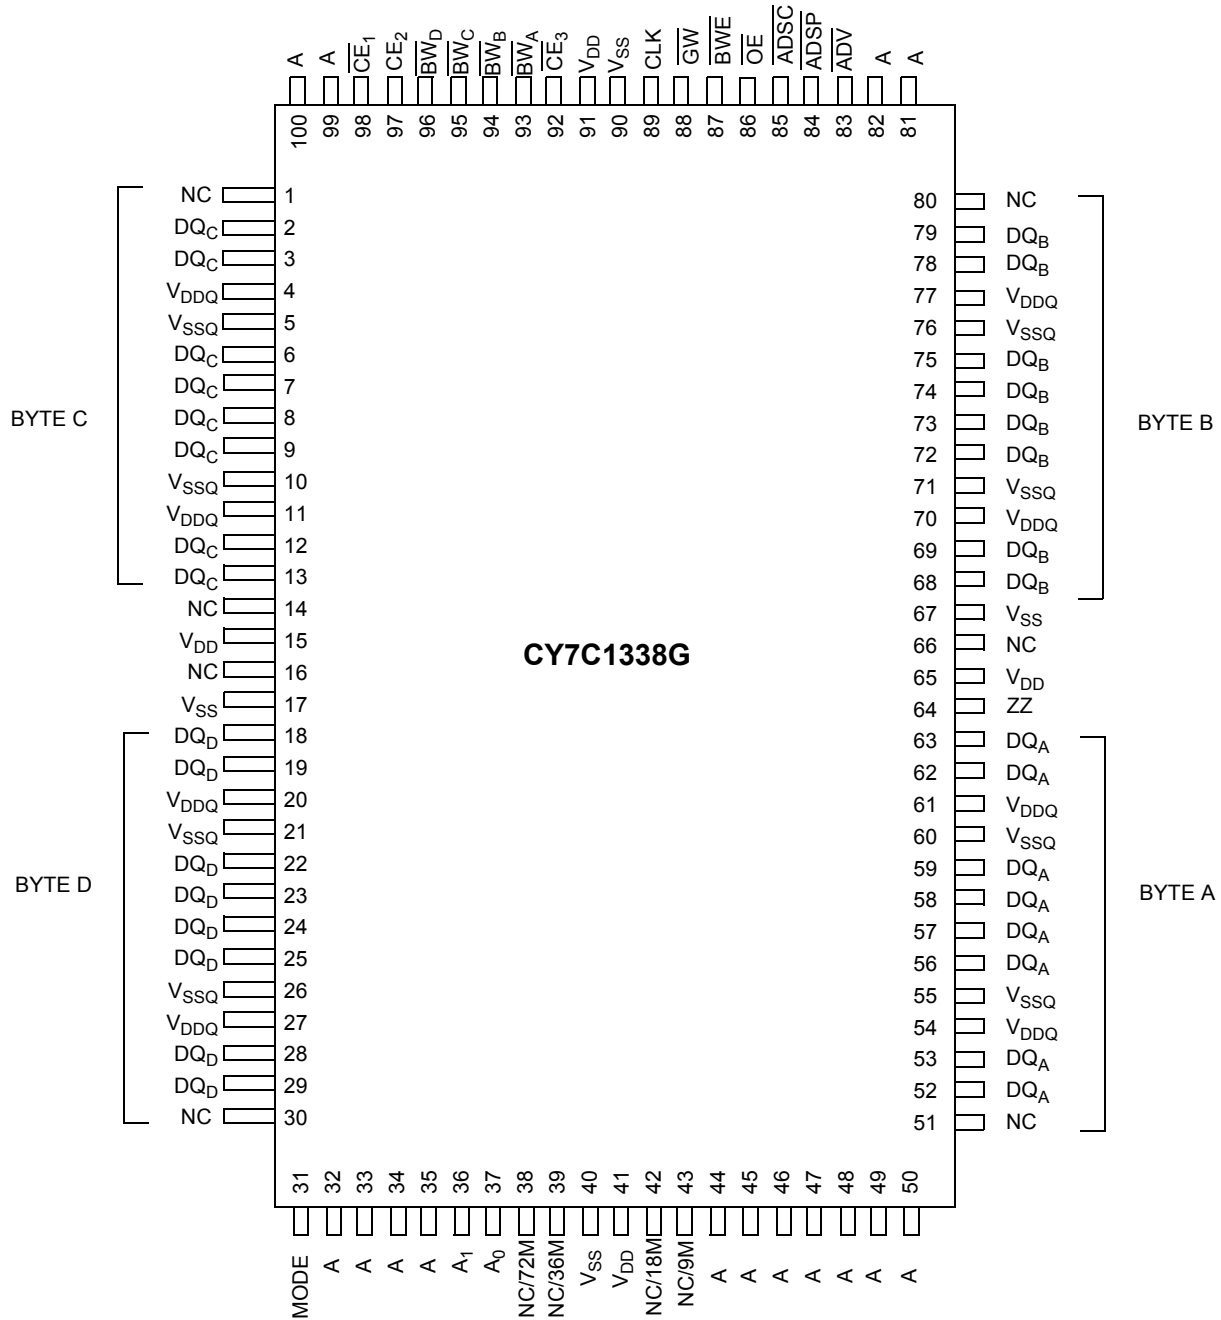 A A CE1 CE2 BWD BWC BWB BWA CE3 VDD VSS CLK GW BWE OE ADSC ADSP ADV A A
100 99 98 97 96 95 94 93 92 91 90 89 88 87 86 85 84 83 82 81
NC 1
DQC 2
DQC 3
VDDQ 4
VSSQ 5
DQC 6
DQC 7
DQC 8
DQC 9
VSSQ 10
VDDQ 11
DQC 12
DQC 13
NC 14
VDD 15
NC 16
VSS 17
DQD 18
DQD 19
VDDQ 20
VSSQ 21
DQD 22
DQD 23
DQD 24
DQD 25
VSSQ 26
VDDQ 27
DQD 28
DQD 29
NC 30
BYTE C
BYTE D
CY7C1338G
80 NC
79 DQB
78 DQB
77 VDDQ
76 VSSQ
75 DQB
74 DQB
73 DQB
72 DQB
71 VSSQ
70 VDDQ
69 DQB
68 DQB
67 VSS
66 NC
65 VDD
64 ZZ
63 DQA
62 DQA
61 VDDQ
60 VSSQ
59 DQA
58 DQA
57 DQA
56 DQA
55 VSSQ
54 VDDQ
53 DQA
52 DQA
51 NC
BYTE B
BYTE A
31 32 33 34 35 36 37 38 39 40 41 42 43 44 45 46 47 48 49 50
MODE A A A A A1 A0 NC/72M NC/36M VSS VDD NC/18M NC/9M A A A A A A A